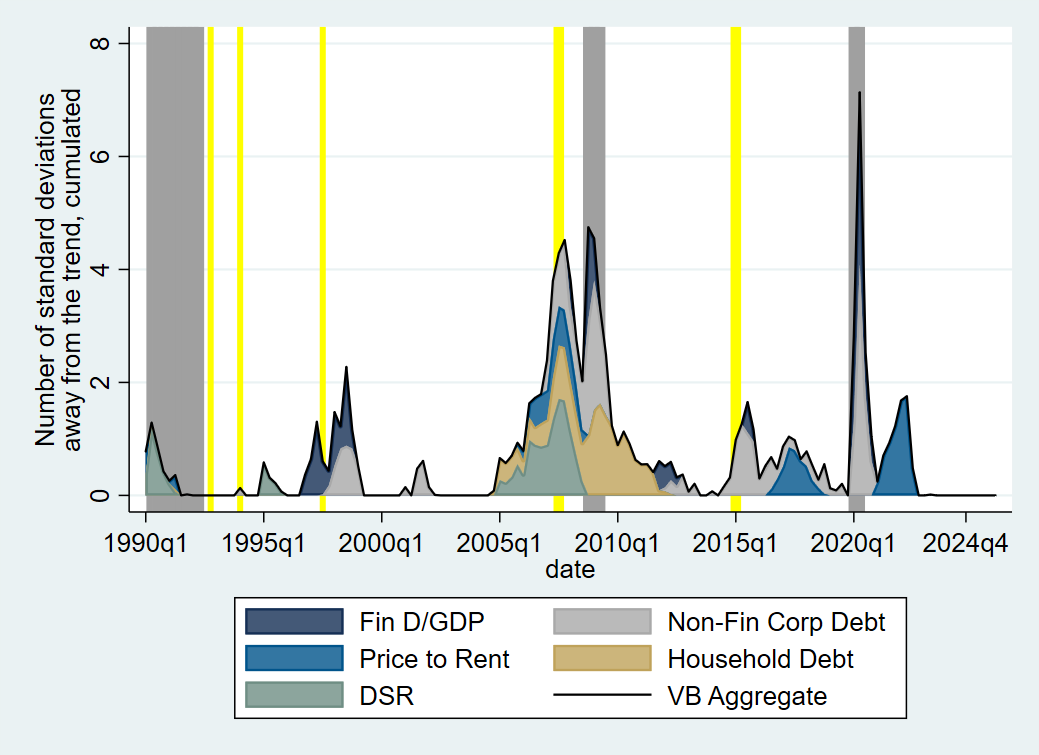 Number of standard deviations
away from the trend, cumulated
8
6
4
2
0
1990q1 1995q1 2000q1 2005q1 2010q1 2015q1 2020q1 2024q4
date
Fin D/GDP Non-Fin Corp Debt
Price to Rent Household Debt
DSR VB Aggregate